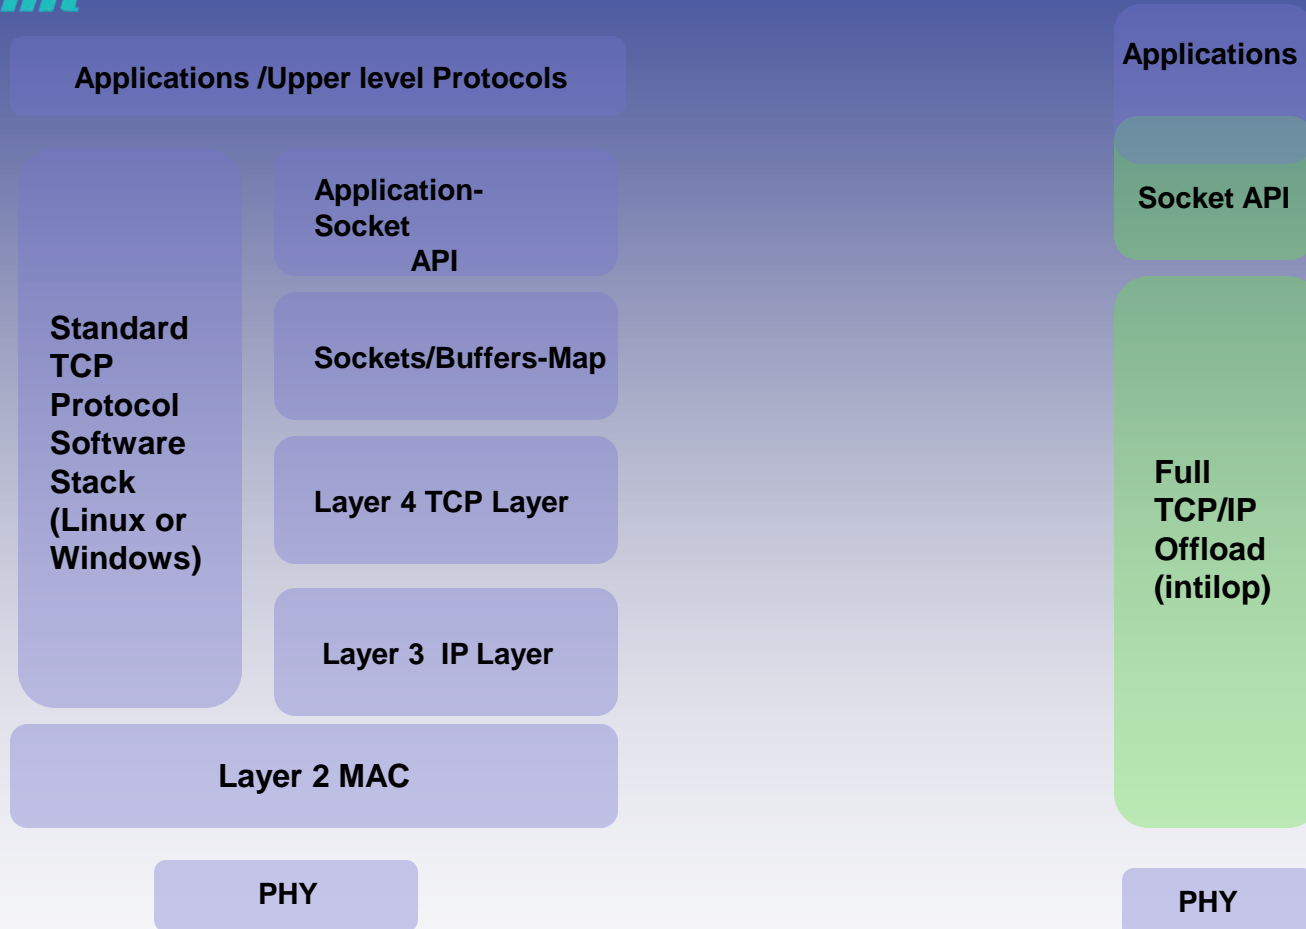 Applications /Upper level Protocols
Standard
TCP
Protocol
Software
Stack
(Linux or
Windows)
Application-
Socket
API
Sockets/Buffers-Map
Layer 4 TCP Layer
Layer 3  IP Layer
Layer 2 MAC
PHY
Applications
Socket API
Full
TCP/IP
Offload
(intilop)
PHY